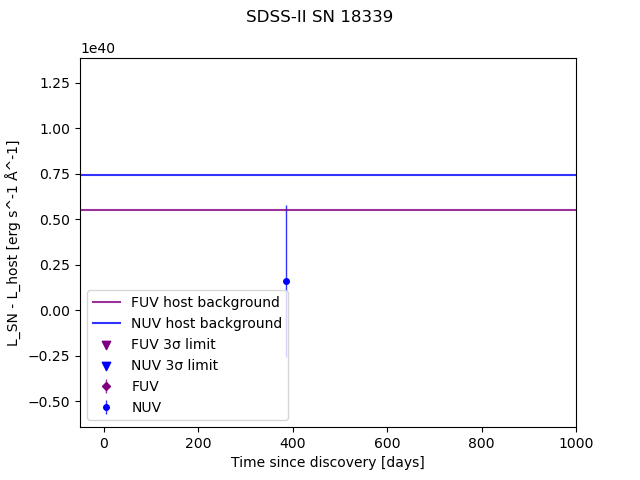 SDSS-II SN 18339
1e40
1.25
1.00
0.75
0.50
0.25
0.00
−0.25
−0.50
L_SN - L_host [erg s^-1 Å^-1]
FUV host background
NUV host background
FUV 3σ limit
NUV 3σ limit
FUV
NUV
0 200 400 600 800 1000
Time since discovery [days]